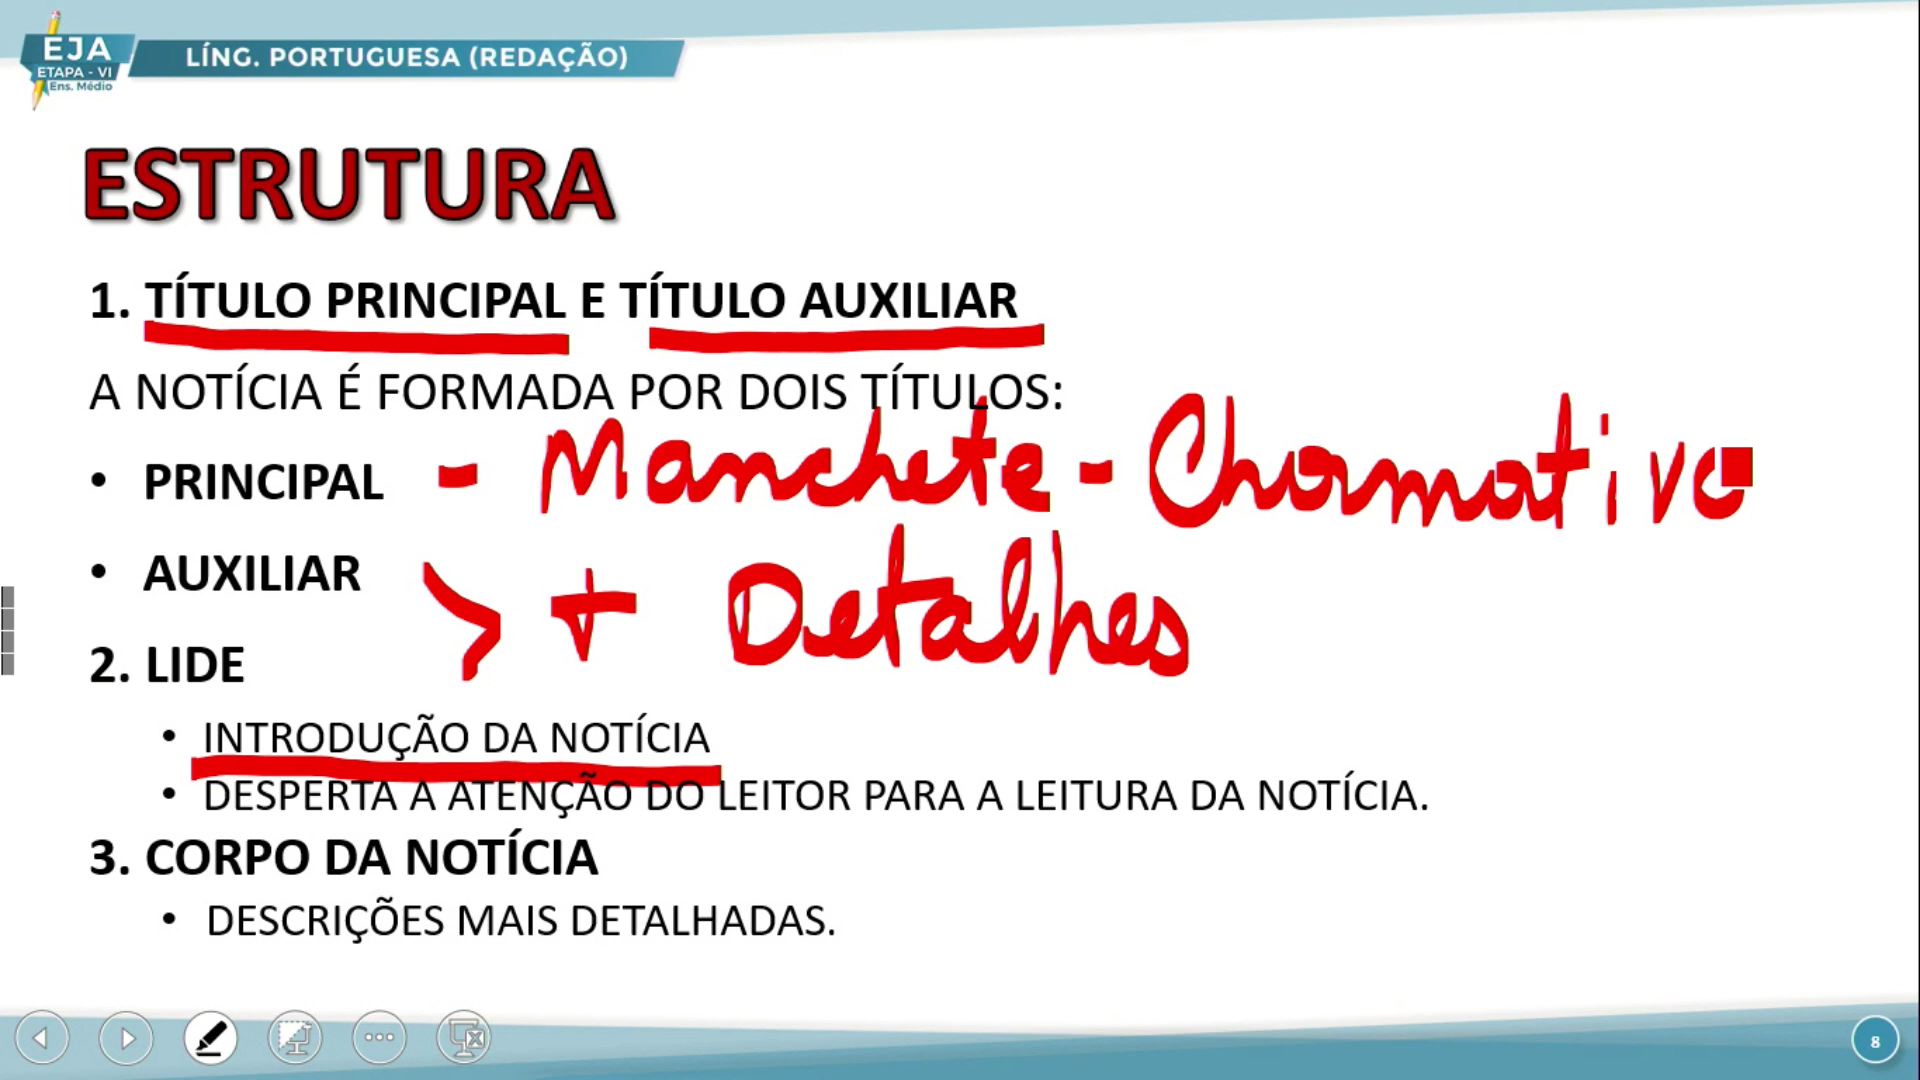 EJA
ETAPA - VI
Ens. Médio
LÍNG. PORTUGUESA (REDAÇÃO)
ESTRUTURA
1. TÍTULO PRINCIPAL E TÍTULO AUXILIAR
A NOTÍCIA É FORMADA POR DOIS TÍTULOS:
• PRINCIPAL - Manchete - Chamativa
• AUXILIAR > + Detalhes
2. LIDE
• INTRODUÇÃO DA NOTÍCIA
• DESPERTA A ATENÇÃO DO LEITOR PARA A LEITURA DA NOTÍCIA.
3. CORPO DA NOTÍCIA
• DESCRIÇÕES MAIS DETALHADAS.
8